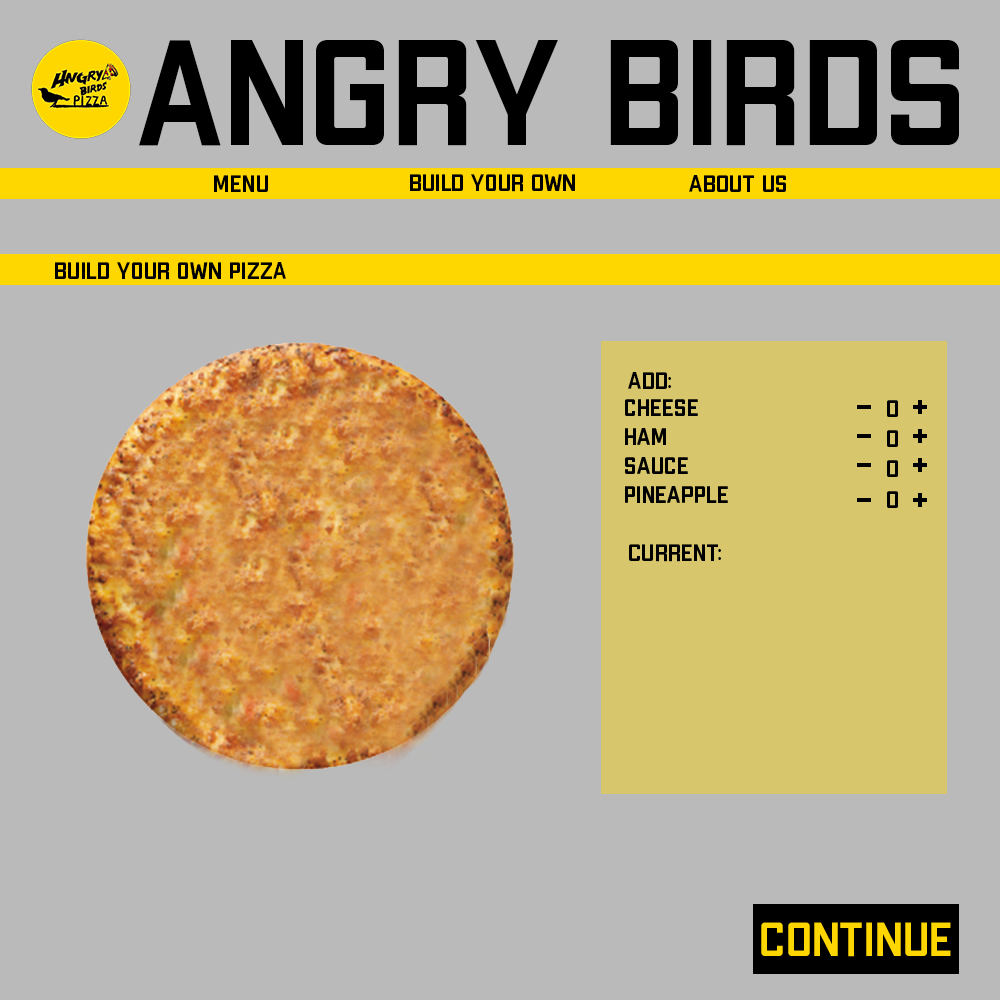 ANGRY BIRDS
HNGRY
BIRDS
PIZZA
MENU BUILD YOUR OWN ABOUT US
BUILD YOUR OWN PIZZA
ADD:
CHEESE - 0 +
HAM - 0 +
SAUCE - 0 +
PINEAPPLE - 0 +
CURRENT:
CONTINUE